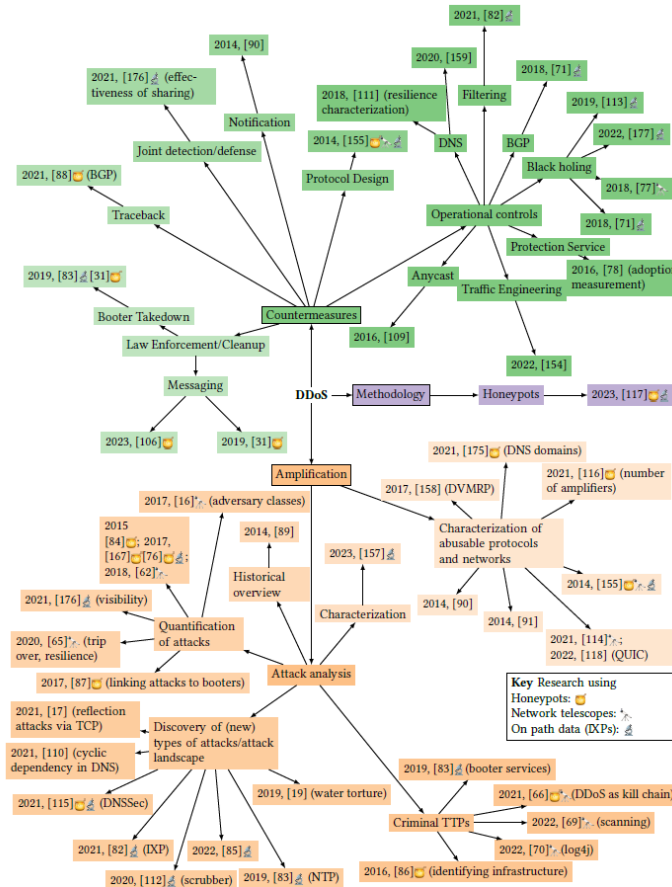 2021, [82]
2014, [90]
2020, [159]
2021, [176] (effec-
tiveness of sharing)
2018, [71]
2018, [111] (resilience
characterization)
Filtering
2019, [113]
Notification
2014, [155]
DNS
BGP
2022, [177]
Joint detection/defense
Black holing
2021, [88] (BGP)
Protocol Design
2018, [77]
Traceback
Operational controls
2018, [71]
Protection Service
2019, [83] [31]
Anycast
2016, [78] (adoption
measurement)
Traffic Engineering
Booter Takedown
Countermeasures
2016, [109]
Law Enforcement/Cleanup
2022, [154]
Messaging
DDoS
Methodology
Honeypots
2023, [117]
2023, [106]
2019, [31]
2021, [175] (DNS domains)
Amplification
2021, [116] (number
of amplifiers)
2017, [16] (adversary classes)
2017, [158] (DVMRP)
2015
[84]; 2017,
[167] [76];
2018, [62]
2014, [89]
Characterization of
abusable protocols
and networks
2023, [157]
Historical
overview
2014, [155]
2021, [176] (visibility)
2014, [90]
Characterization
2014, [91]
Quantification
of attacks
2020, [65] (trip
over, resilience)
2021, [114];
2022, [118] (QUIC)
2017, [87] (linking attacks to booters)
Attack analysis
Key Research using
Honeypots:
Network telescopes:
On path data (IXPs):
2021, [17] (reflection
attacks via TCP)
Discovery of (new)
types of attacks/attack
landscape
2021, [110] (cyclic
dependency in DNS)
2019, [83] (booter services)
2019, [19] (water torture)
2021, [66] (DDoS as kill chain)
2021, [115] (DNSSec)
Criminal TTPs
2022, [69] (scanning)
2021, [82] (IXP)
2022, [85]
2022, [70] (log4j)
2020, [112] (scrubber)
2019, [83] (NTP)
2016, [86] (identifying infrastructure)